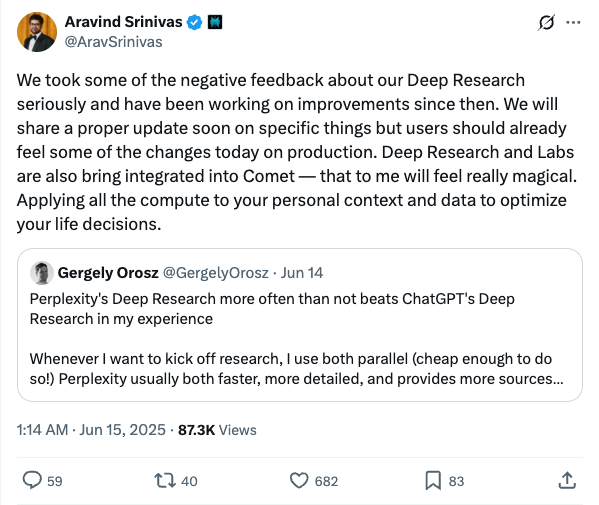 Aravind Srinivas
@AravSrinivas
We took some of the negative feedback about our Deep Research
seriously and have been working on improvements since then. We will
share a proper update soon on specific things but users should already
feel some of the changes today on production. Deep Research and Labs
are also bring integrated into Comet — that to me will feel really magical.
Applying all the compute to your personal context and data to optimize
your life decisions.
Gergely Orosz @GergelyOrosz · Jun 14
Perplexity's Deep Research more often than not beats ChatGPT's Deep
Research in my experience
Whenever I want to kick off research, I use both parallel (cheap enough to do
so!) Perplexity usually both faster, more detailed, and provides more sources…
1:14 AM · Jun 15, 2025 · 87.3K Views
59 40 682 83